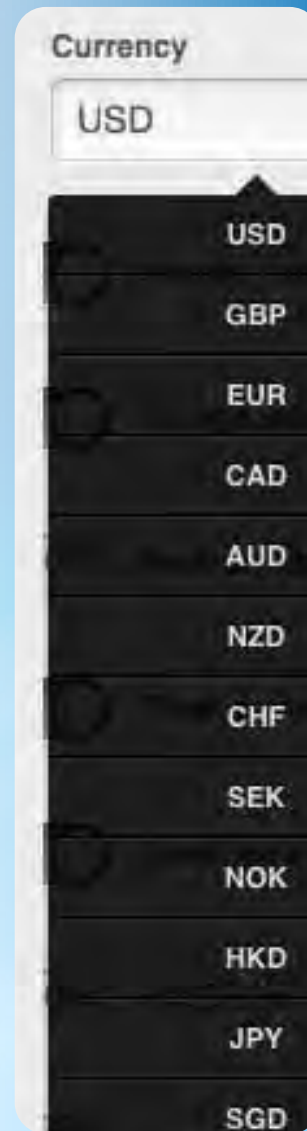 Currency
USD
USD
GBP
EUR
CAD
AUD
NZD
CHF
SEK
NOK
HKD
JPY
SGD